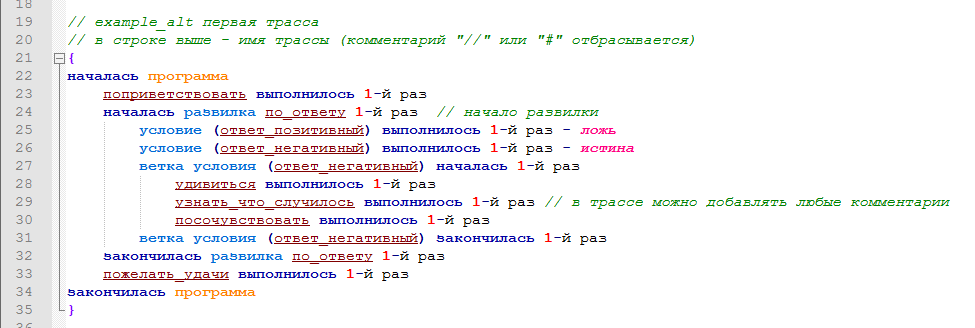 18
19 // example_alt первая трасса
20 // в строке выше - имя трассы (комментарий "//" или "#" отбрасывается)
21 {
22 началась программа
23 поприветствовать выполнилось 1-й раз
24 началась развилка по_ответу 1-й раз // начало развилки
25 условие (ответ_позитивный) выполнилось 1-й раз - ложь
26 условие (ответ_негативный) выполнилось 1-й раз - истина
27 ветка условия (ответ_негативный) началась 1-й раз
28 удивиться выполнилось 1-й раз
29 узнать_что_случилось выполнилось 1-й раз // в трассе можно добавлять любые комментарии
30 посочувствовать выполнилось 1-й раз
31 ветка условия (ответ_негативный) закончилась 1-й раз
32 закончилась развилка по_ответу 1-й раз
33 пожелать_удачи выполнилось 1-й раз
34 закончилась программа
35 }
36